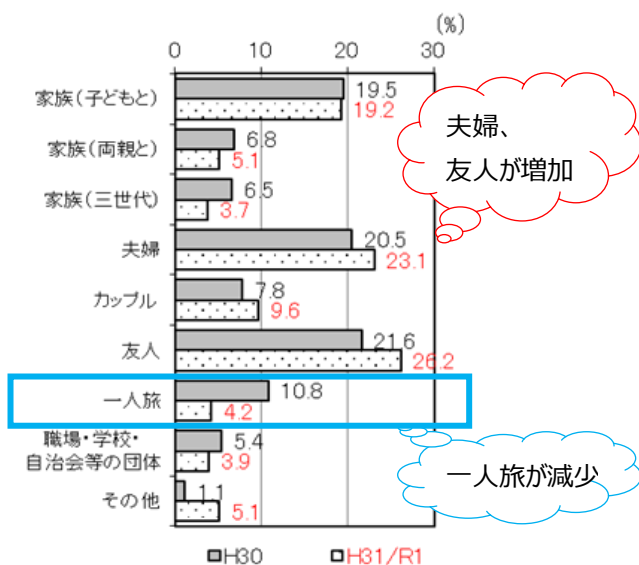 (%)
0 10 20 30
家族(子どもと) 19.5
19.2
家族(両親と) 6.8
5.1
家族(三世代) 6.5
3.7
夫婦 20.5
23.1
カップル 7.8
9.6
友人 21.6
26.2
一人旅 10.8
4.2
職場・学校・
自治会等の団体 5.4
3.9
その他 1.1
5.1
H30 H31/R1
夫婦、
友人が増加
一人旅が減少